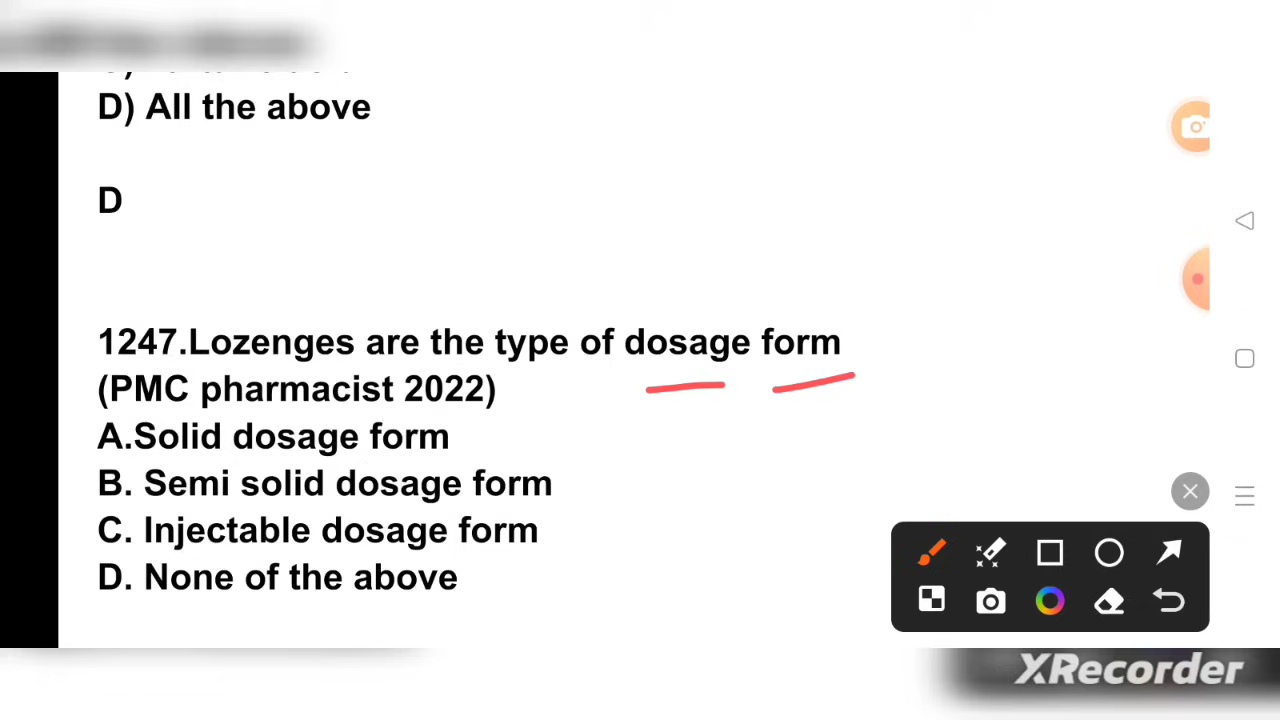 D) All the above
D
1247.Lozenges are the type of dosage form
(PMC pharmacist 2022)
A.Solid dosage form
B. Semi solid dosage form
C. Injectable dosage form
D. None of the above
XRecorder